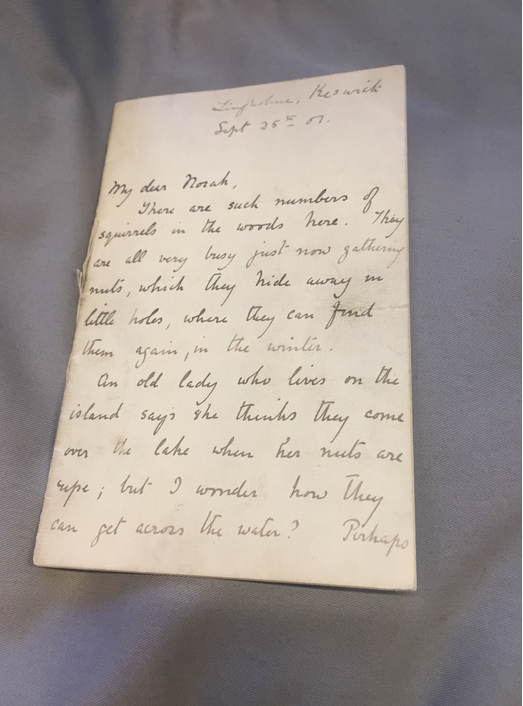 Lingholm, Keswick
Sept 25th 01.
My dear Norah,
There are such numbers of
squirrels in the woods here. They
are all very busy just now gathering
nuts, which they hide away in
little holes, where they can find
them again, in the winter.
An old lady who lives on the
island says she thinks they come
over the lake when her nuts are
ripe; but I wonder how they
can get across the water? Perhaps